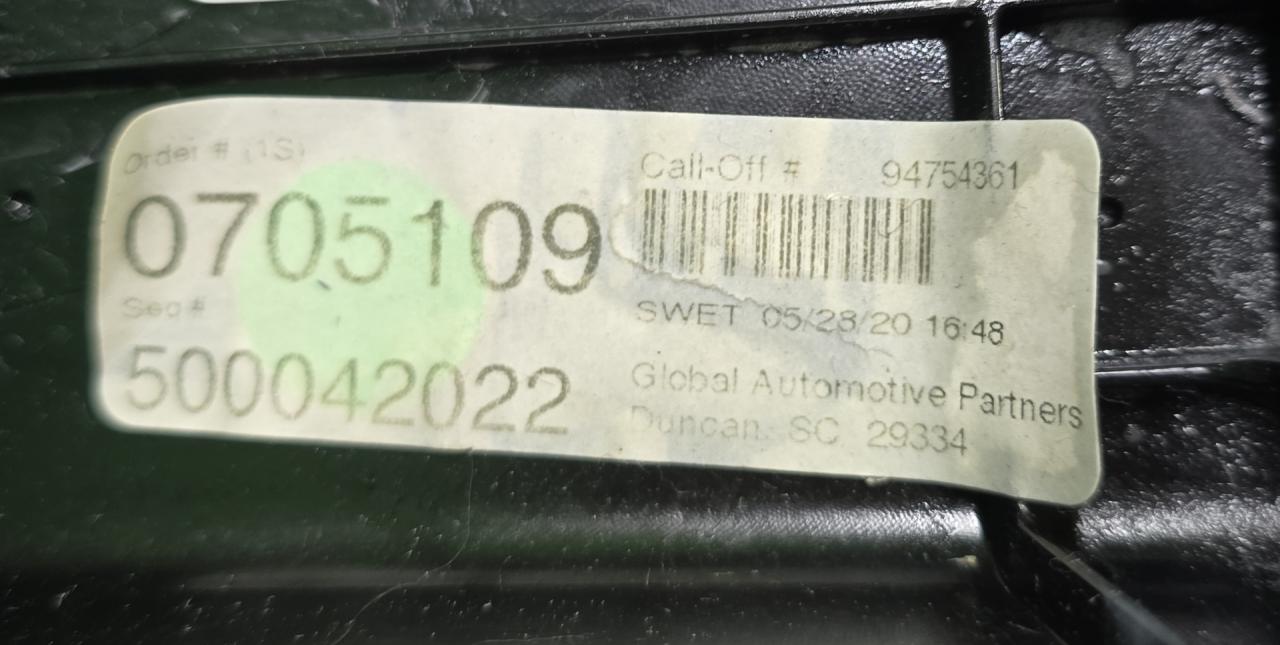 Order # (1S)
0705109
Seq #
500042022
Call-Off # 94754361
SWET 05/28/20 16:48
Global Automotive Partners
Duncan, SC 29334